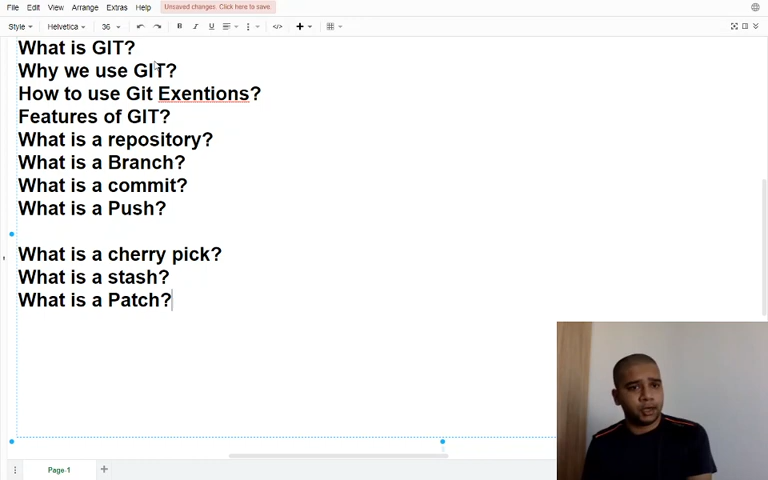 File Edit View Arrange Extras Help Unsaved changes. Click here to save.
Style Helvetica 36 B I U </>
What is GIT?
Why we use GIT?
How to use Git Exentions?
Features of GIT?
What is a repository?
What is a Branch?
What is a commit?
What is a Push?
What is a cherry pick?
What is a stash?
What is a Patch?
Page-1